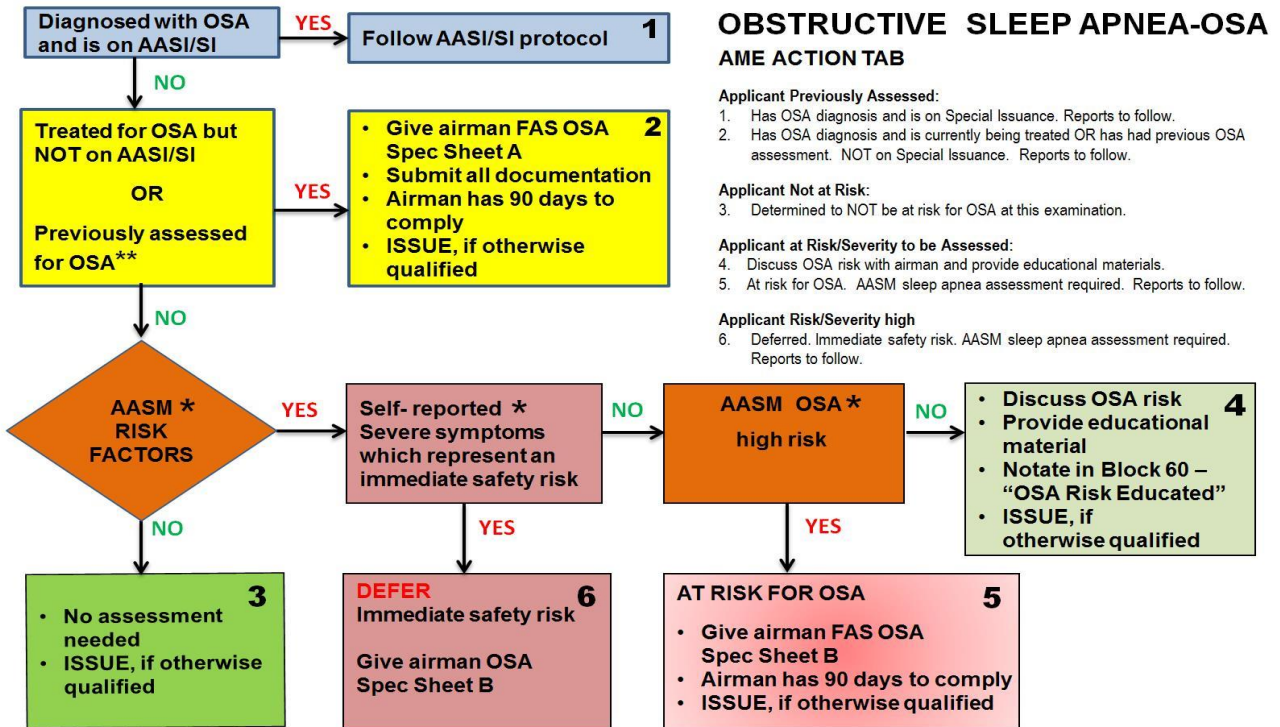 Diagnosed with OSA
and is on AASI/SI
YES
Follow AASI/SI protocol
1
NO
Treated for OSA but
NOT on AASI/SI
OR
Previously assessed
for OSA**
YES
• Give airman FAS OSA
Spec Sheet A
• Submit all documentation
• Airman has 90 days to
comply
• ISSUE, if otherwise
qualified
2
NO
AASM *
RISK
FACTORS
YES
Self- reported *
Severe symptoms
which represent an
immediate safety risk
NO
AASM OSA*
high risk
NO
• Discuss OSA risk
• Provide educational
material
• Notate in Block 60 –
“OSA Risk Educated”
• ISSUE, if
otherwise qualified
4
NO
YES
YES
• No assessment
needed
• ISSUE, if otherwise
qualified
3
DEFER
Immediate safety risk
Give airman OSA
Spec Sheet B
6
AT RISK FOR OSA
• Give airman FAS OSA
Spec Sheet B
• Airman has 90 days to comply
• ISSUE, if otherwise qualified
5
OBSTRUCTIVE SLEEP APNEA-OSA
AME ACTION TAB
Applicant Previously Assessed:
1. Has OSA diagnosis and is on Special Issuance. Reports to follow.
2. Has OSA diagnosis and is currently being treated OR has had previous OSA
assessment. NOT on Special Issuance. Reports to follow.
Applicant Not at Risk:
3. Determined to NOT be at risk for OSA at this examination.
Applicant at Risk/Severity to be Assessed:
4. Discuss OSA risk with airman and provide educational materials.
5. At risk for OSA. AASM sleep apnea assessment required. Reports to follow.
Applicant Risk/Severity high
6. Deferred. Immediate safety risk. AASM sleep apnea assessment required.
Reports to follow.